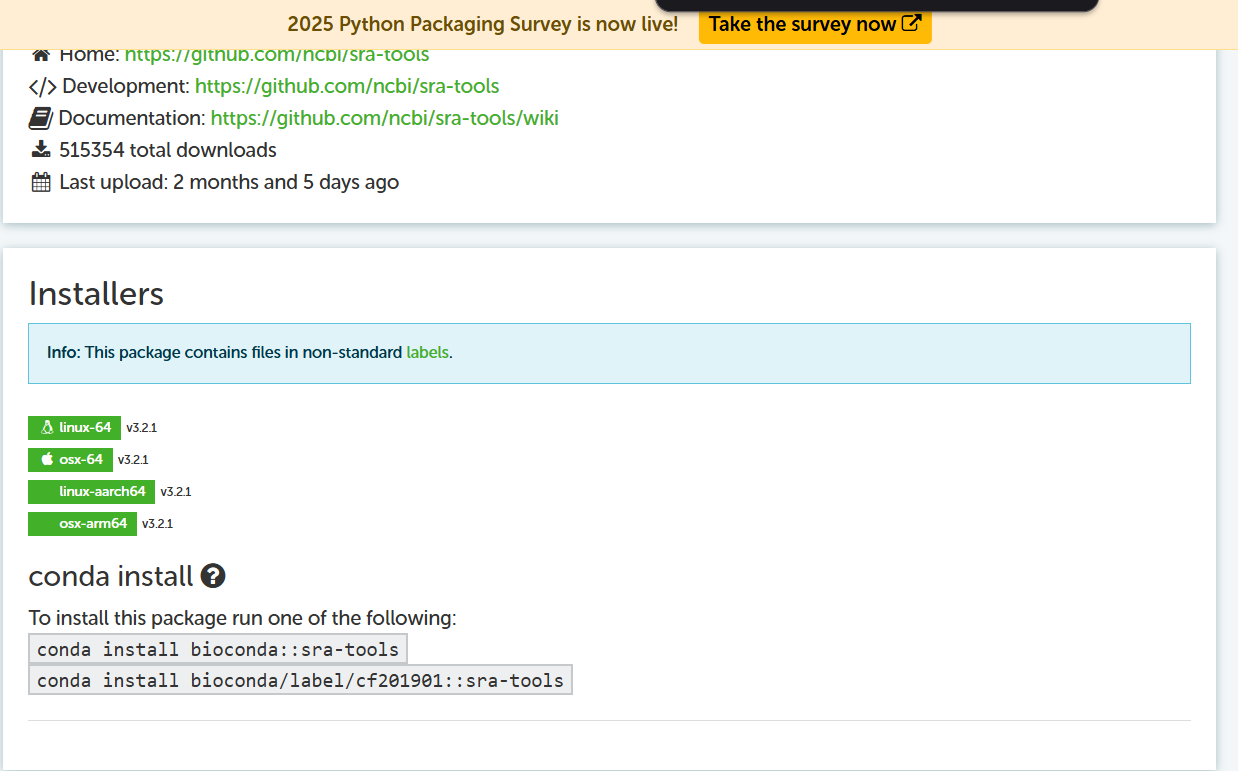 2025 Python Packaging Survey is now live! Take the survey now
Home: https://github.com/ncbi/sra-tools
</> Development: https://github.com/ncbi/sra-tools
Documentation: https://github.com/ncbi/sra-tools/wiki
515354 total downloads
Last upload: 2 months and 5 days ago
Installers
Info: This package contains files in non-standard labels.
linux-64 v3.2.1
osx-64 v3.2.1
linux-aarch64 v3.2.1
osx-arm64 v3.2.1
conda install ?
To install this package run one of the following:
conda install bioconda::sra-tools
conda install bioconda/label/cf201901::sra-tools